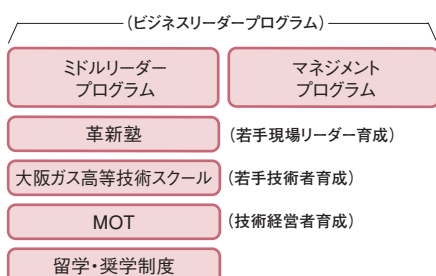 (ビジネスリーダープログラム)
ミドルリーダー
プログラム
マネジメント
プログラム
革新塾
(若手現場リーダー育成)
大阪ガス高等技術スクール
(若手技術者育成)
MOT
(技術経営者育成)
留学・奨学制度